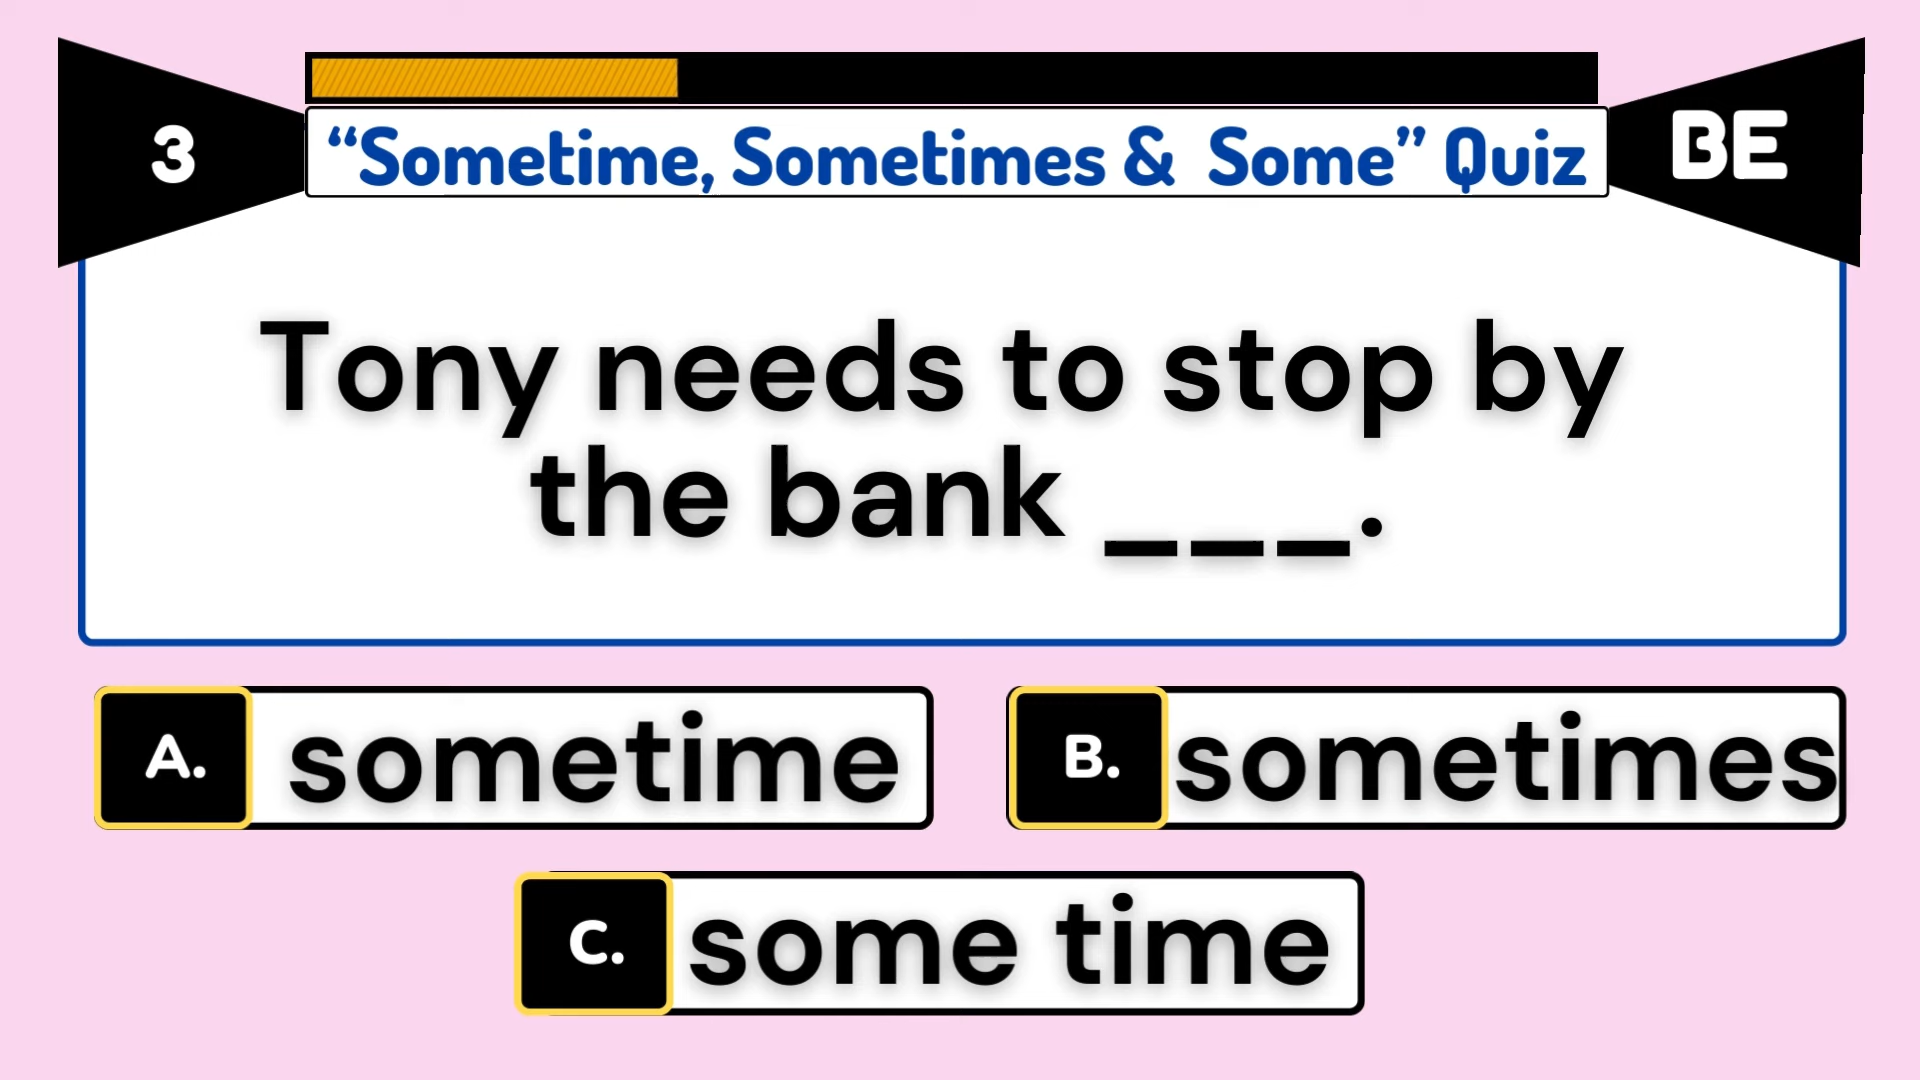 3
“Sometime, Sometimes & Some” Quiz
BE
Tony needs to stop by
the bank ___.
A. sometime
B. sometimes
C. some time